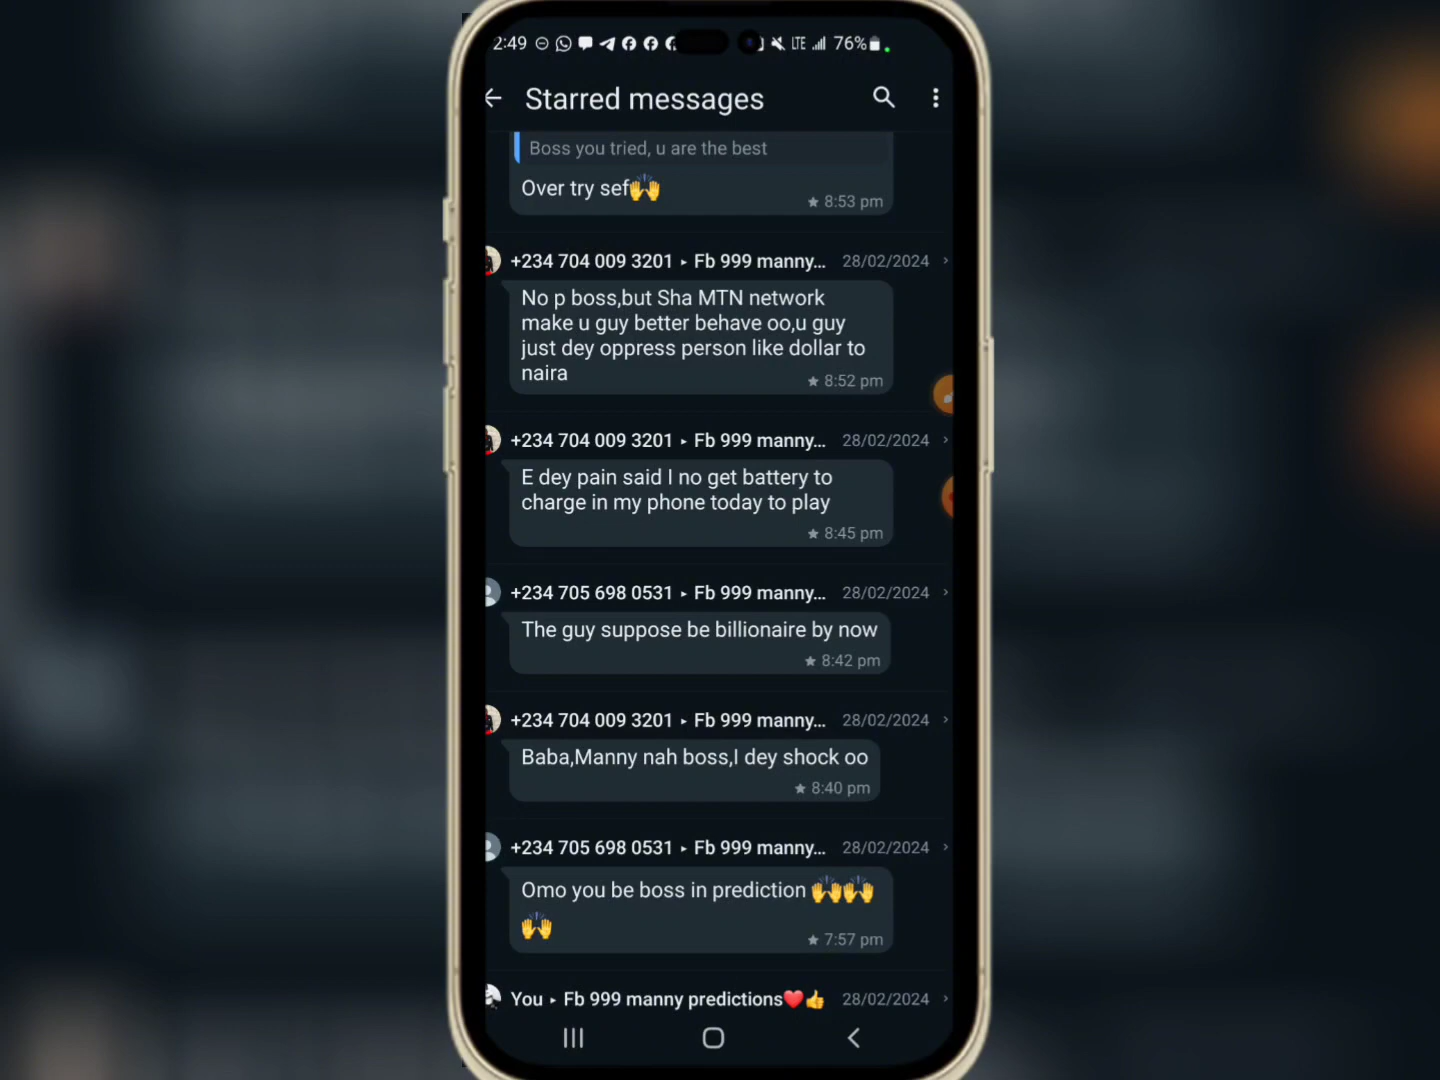 2:49 LTE 76%
Starred messages
Boss you tried, u are the best
Over try sef🙌
★ 8:53 pm
+234 704 009 3201 ▸ Fb 999 manny... 28/02/2024
No p boss,but Sha MTN network
make u guy better behave oo,u guy
just dey oppress person like dollar to
naira
★ 8:52 pm
+234 704 009 3201 ▸ Fb 999 manny... 28/02/2024
E dey pain said I no get battery to
charge in my phone today to play
★ 8:45 pm
+234 705 698 0531 ▸ Fb 999 manny... 28/02/2024
The guy suppose be billionaire by now
★ 8:42 pm
+234 704 009 3201 ▸ Fb 999 manny... 28/02/2024
Baba,Manny nah boss,I dey shock oo
★ 8:40 pm
+234 705 698 0531 ▸ Fb 999 manny... 28/02/2024
Omo you be boss in prediction 🙌🙌
🙌
★ 7:57 pm
You ▸ Fb 999 manny predictions❤️👍 28/02/2024